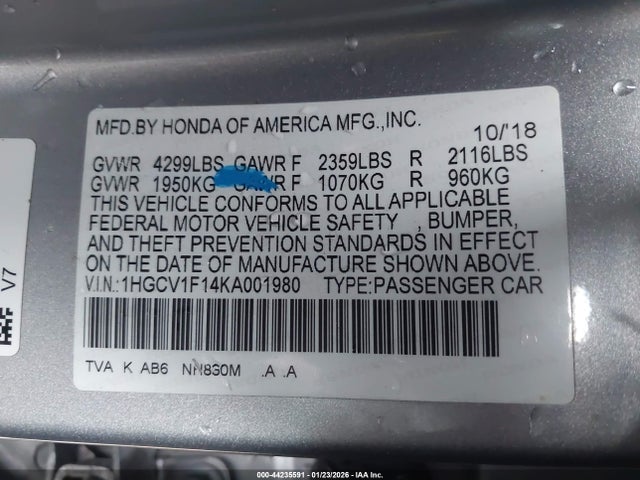 MFD.BY HONDA OF AMERICA MFG.,INC. 10/'18
GVWR 4299LBS GAWR F 2359LBS R 2116LBS
GVWR 1950KG GAWR F 1070KG R 960KG
THIS VEHICLE CONFORMS TO ALL APPLICABLE
FEDERAL MOTOR VEHICLE SAFETY , BUMPER,
AND THEFT PREVENTION STANDARDS IN EFFECT
ON THE DATE OF MANUFACTURE SHOWN ABOVE.
V.I.N.:1HGCV1F14KA001980 TYPE:PASSENGER CAR
TVA K AB6 NH830M .A .A
V7
000-44235591 - 01/23/2026 - © Copyright 2026, IAA Inc.